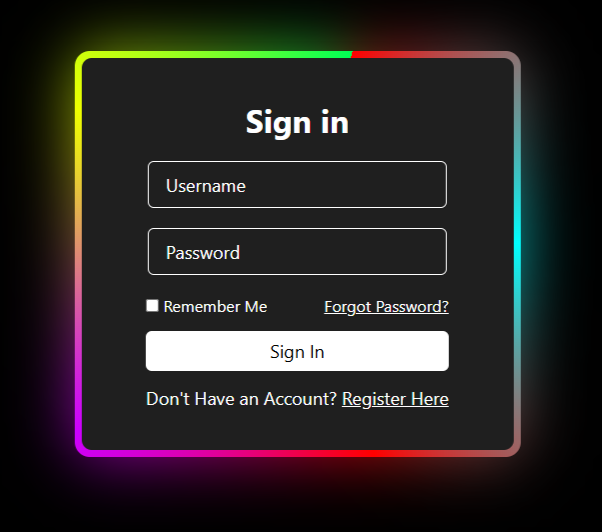 Sign in
Username
Password
Remember Me Forgot Password?
Sign In
Don't Have an Account? Register Here